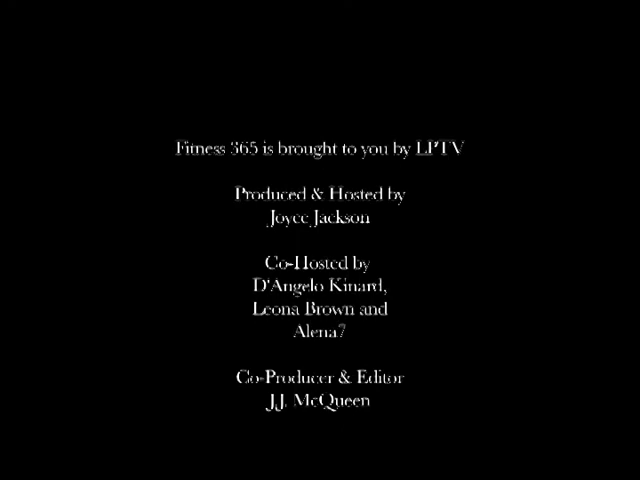 Fitness 365 is brought to you by LPTV
Produced & Hosted by
Joyce Jackson
Co-Hosted by
D'Angelo Kinard,
Leona Brown and
Alena?
Co-Producer & Editor
J.J. McQueen